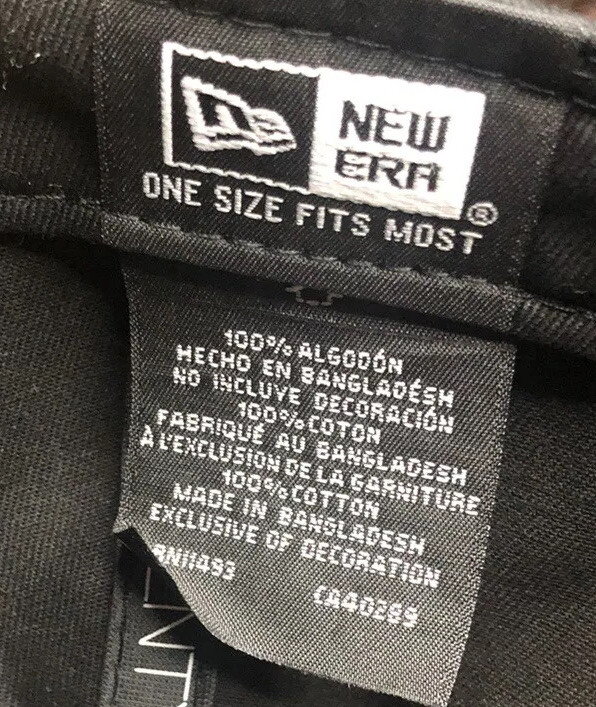 NEW
ERA
®
ONE SIZE FITS MOST
100% ALGODÓN
HECHO EN BANGLADÉSH
NO INCLUYE DECORACIÓN
100% COTON
FABRIQUÉ AU BANGLADESH
À L'EXCLUSION DE LA GARNITURE
100% COTTON
MADE IN BANGLADESH
EXCLUSIVE OF DECORATION
RN11493